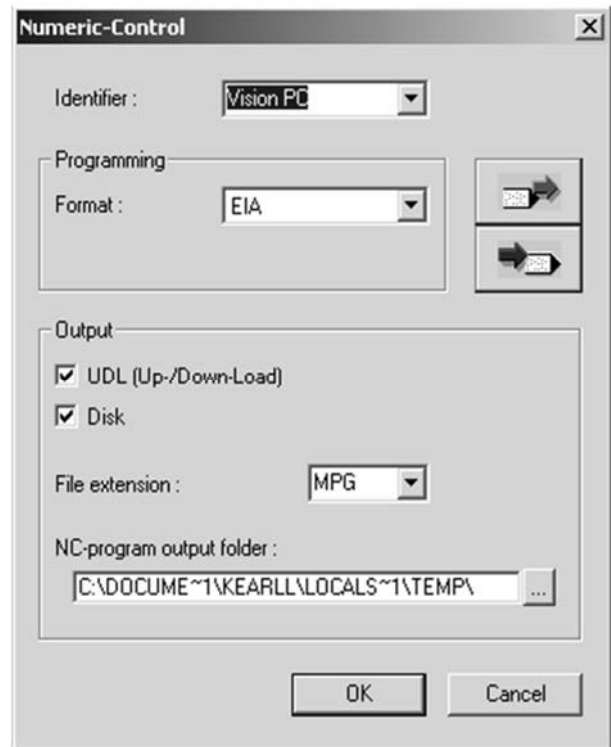 Numeric-Control
Identifier :
Vision PC
Programming
Format :
EIA
Output
UDL (Up-/Down-Load)
Disk
File extension :
MPG
NC-program output folder :
C:\DOCUME~1\KEARLL\LOCALS~1\TEMP\
...
OK
Cancel